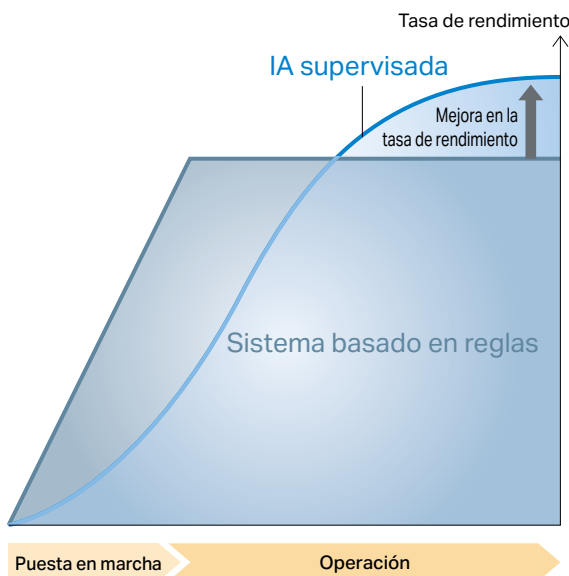 Tasa de rendimiento
IA supervisada
Mejora en la
tasa de rendimiento
Sistema basado en reglas
Puesta en marcha
Operación